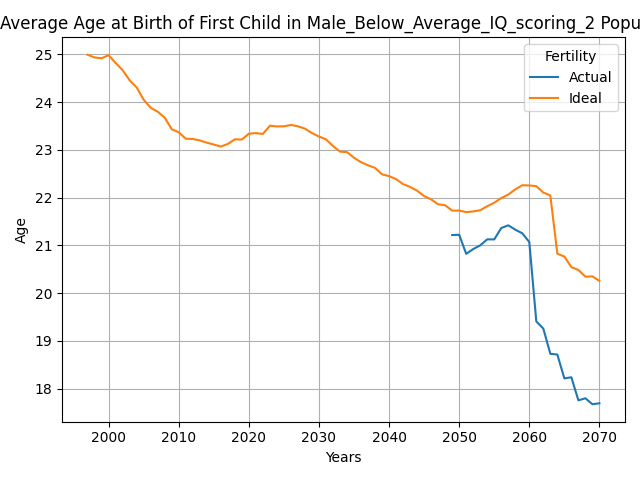 Average Age at Birth of First Child in Male_Below_Average_IQ_scoring_2 Popu
Fertility
Actual
Ideal
25
24
23
22
21
20
19
18
Age
2000 2010 2020 2030 2040 2050 2060 2070
Years